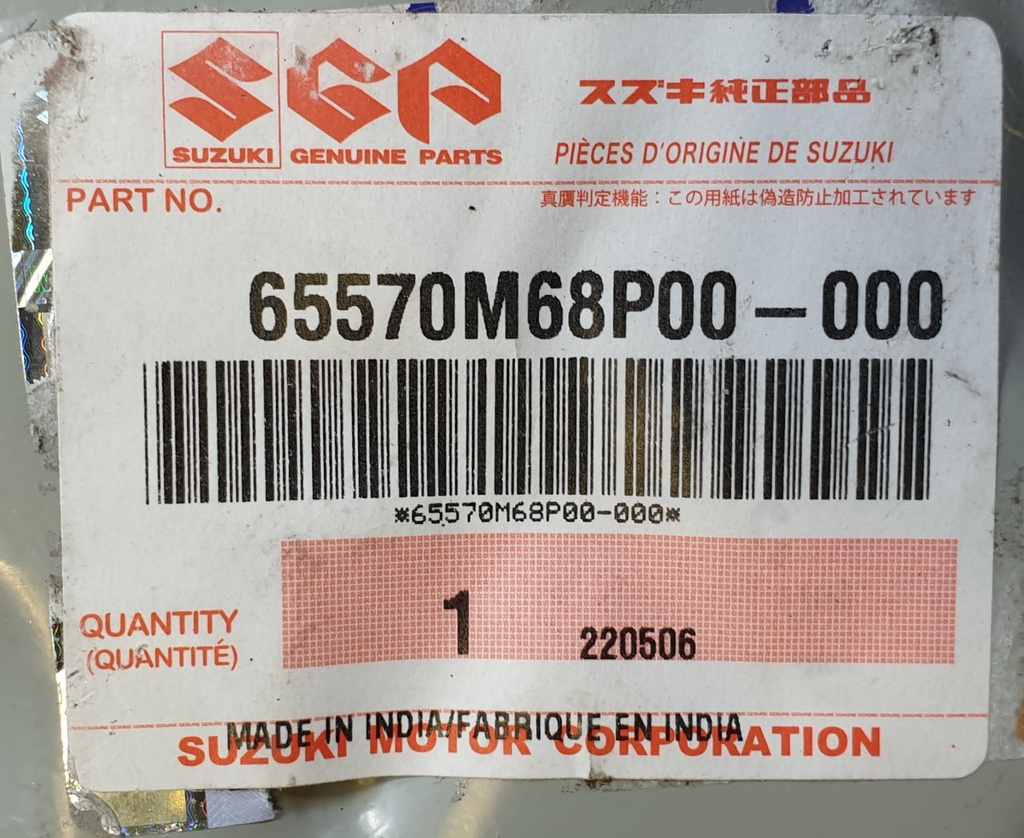 SGP スズキ純正部品
SUZUKI GENUINE PARTS PIÈCES D'ORIGINE DE SUZUKI
PART NO. 真贋判定機能：この用紙は偽造防止加工されています
65570M68P00-000
*65570M68P00-000*
QUANTITY 1 220506
(QUANTITÉ)
MADE IN INDIA/FABRIQUE EN INDIA
SUZUKI MOTOR CORPORATION